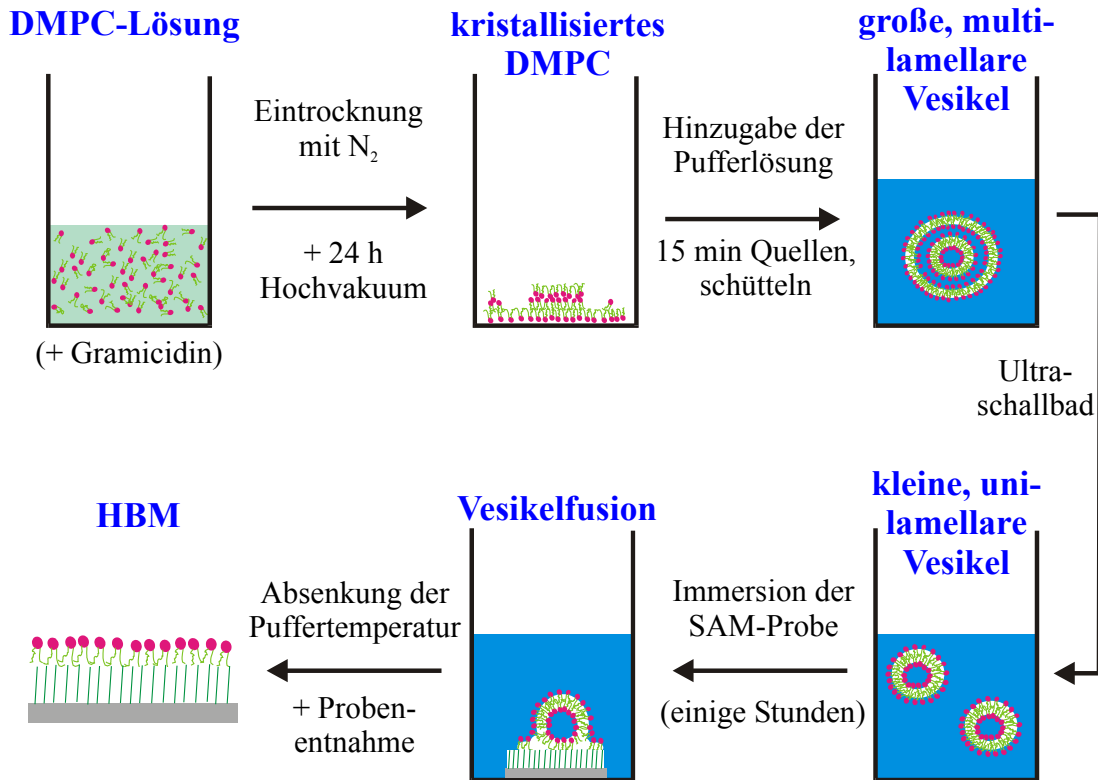 DMPC-Lösung
(+ Gramicidin)
Eintrocknung
mit N₂
+ 24 h
Hochvakuum
kristallisiertes
DMPC
Hinzugabe der
Pufferlösung
15 min Quellen,
schütteln
große, multi-
lamellare
Vesikel
Ultra-
schallbad
kleine, uni-
lamellare
Vesikel
Immersion der
SAM-Probe
(einige Stunden)
Vesikelfusion
Absenkung der
Puffertemperatur
+ Proben-
entnahme
HBM